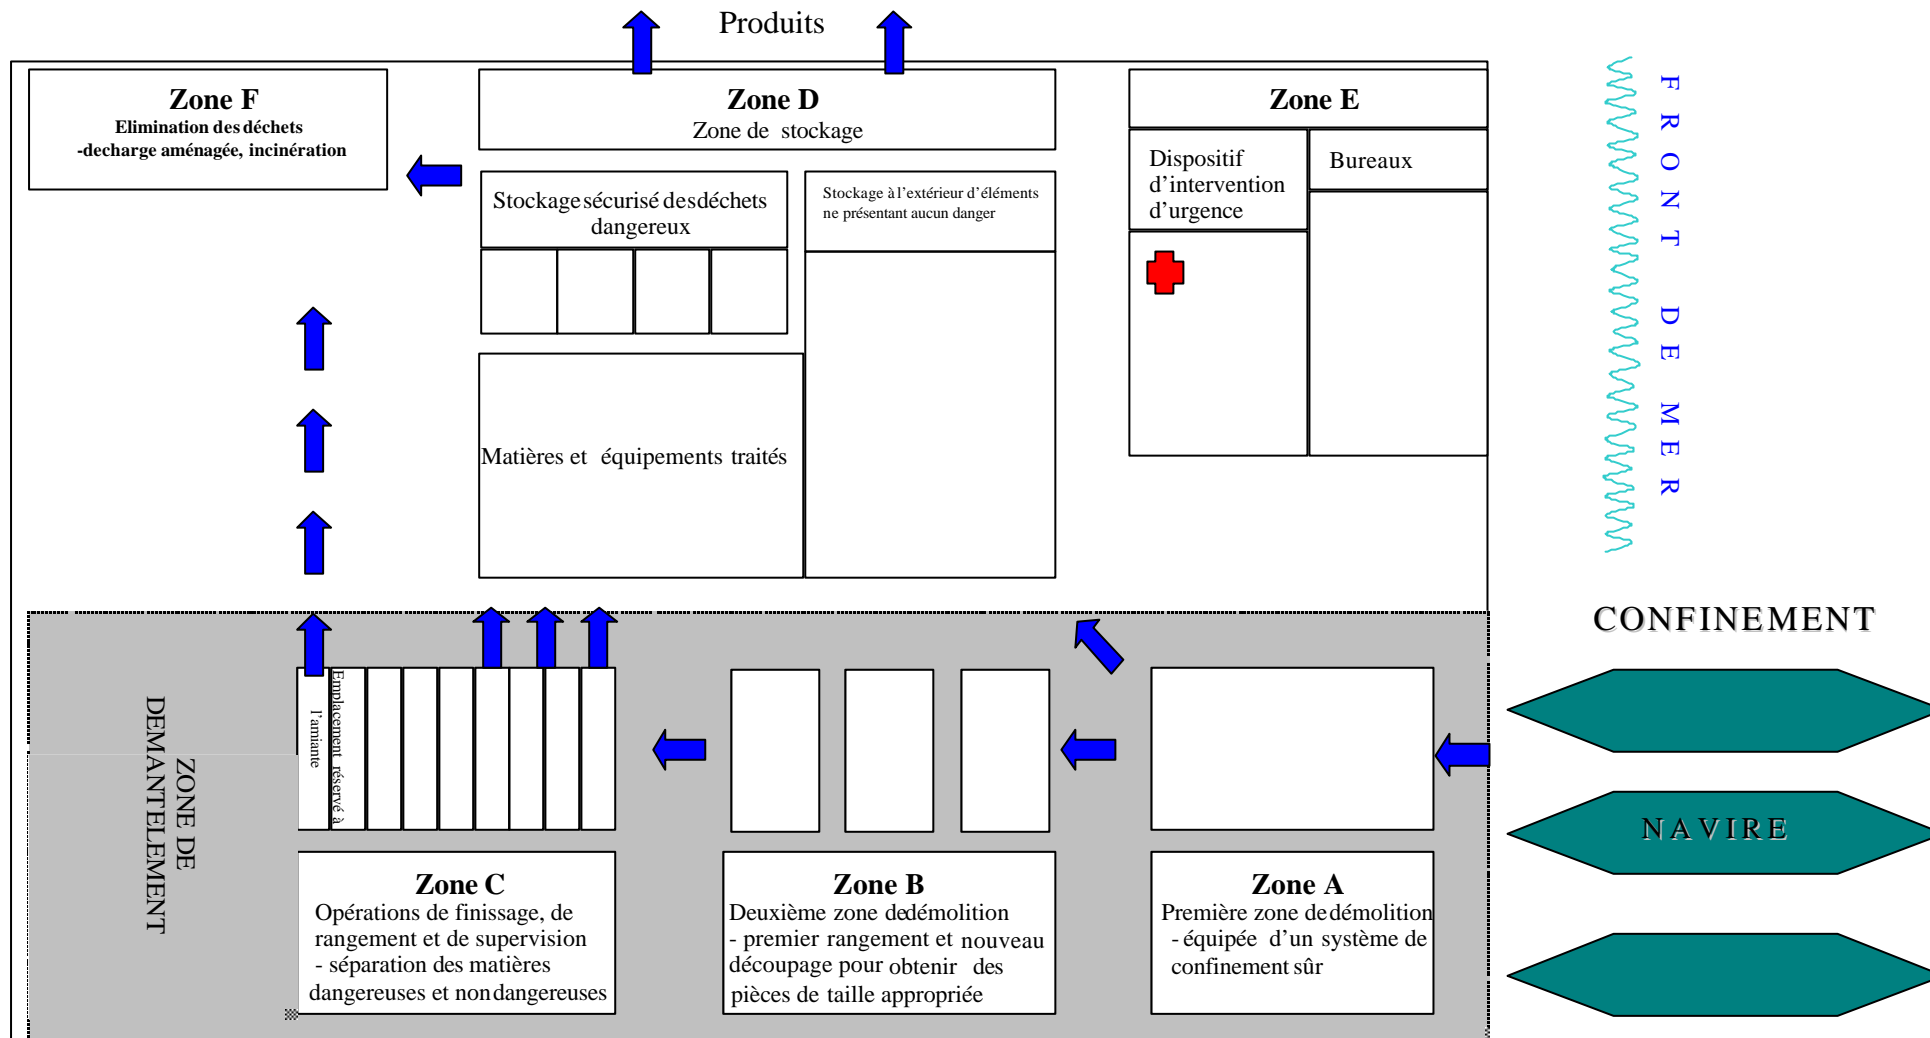 Produits
Zone F
Elimination des déchets
-decharge aménagée, incinération
Zone D
Zone de stockage
Zone E
Dispositif
d’intervention
d’urgence
Bureaux
Stockage sécurisé des déchets
dangereux
Stockage à l’extérieur d’éléments
ne présentant aucun danger
Matières et équipements traités
FRONT DE MER
CONFINEMENT
NAVIRE
ZONE DE
DEMANTELEMENT
Emplacement réservé à
l’amiante
Zone C
Opérations de finissage, de
rangement et de supervision
- séparation des matières
dangereuses et non dangereuses
Zone B
Deuxième zone de démolition
- premier rangement et nouveau
découpage pour obtenir des
pièces de taille appropriée
Zone A
Première zone de démolition
- équipée d’un système de
confinement sûr